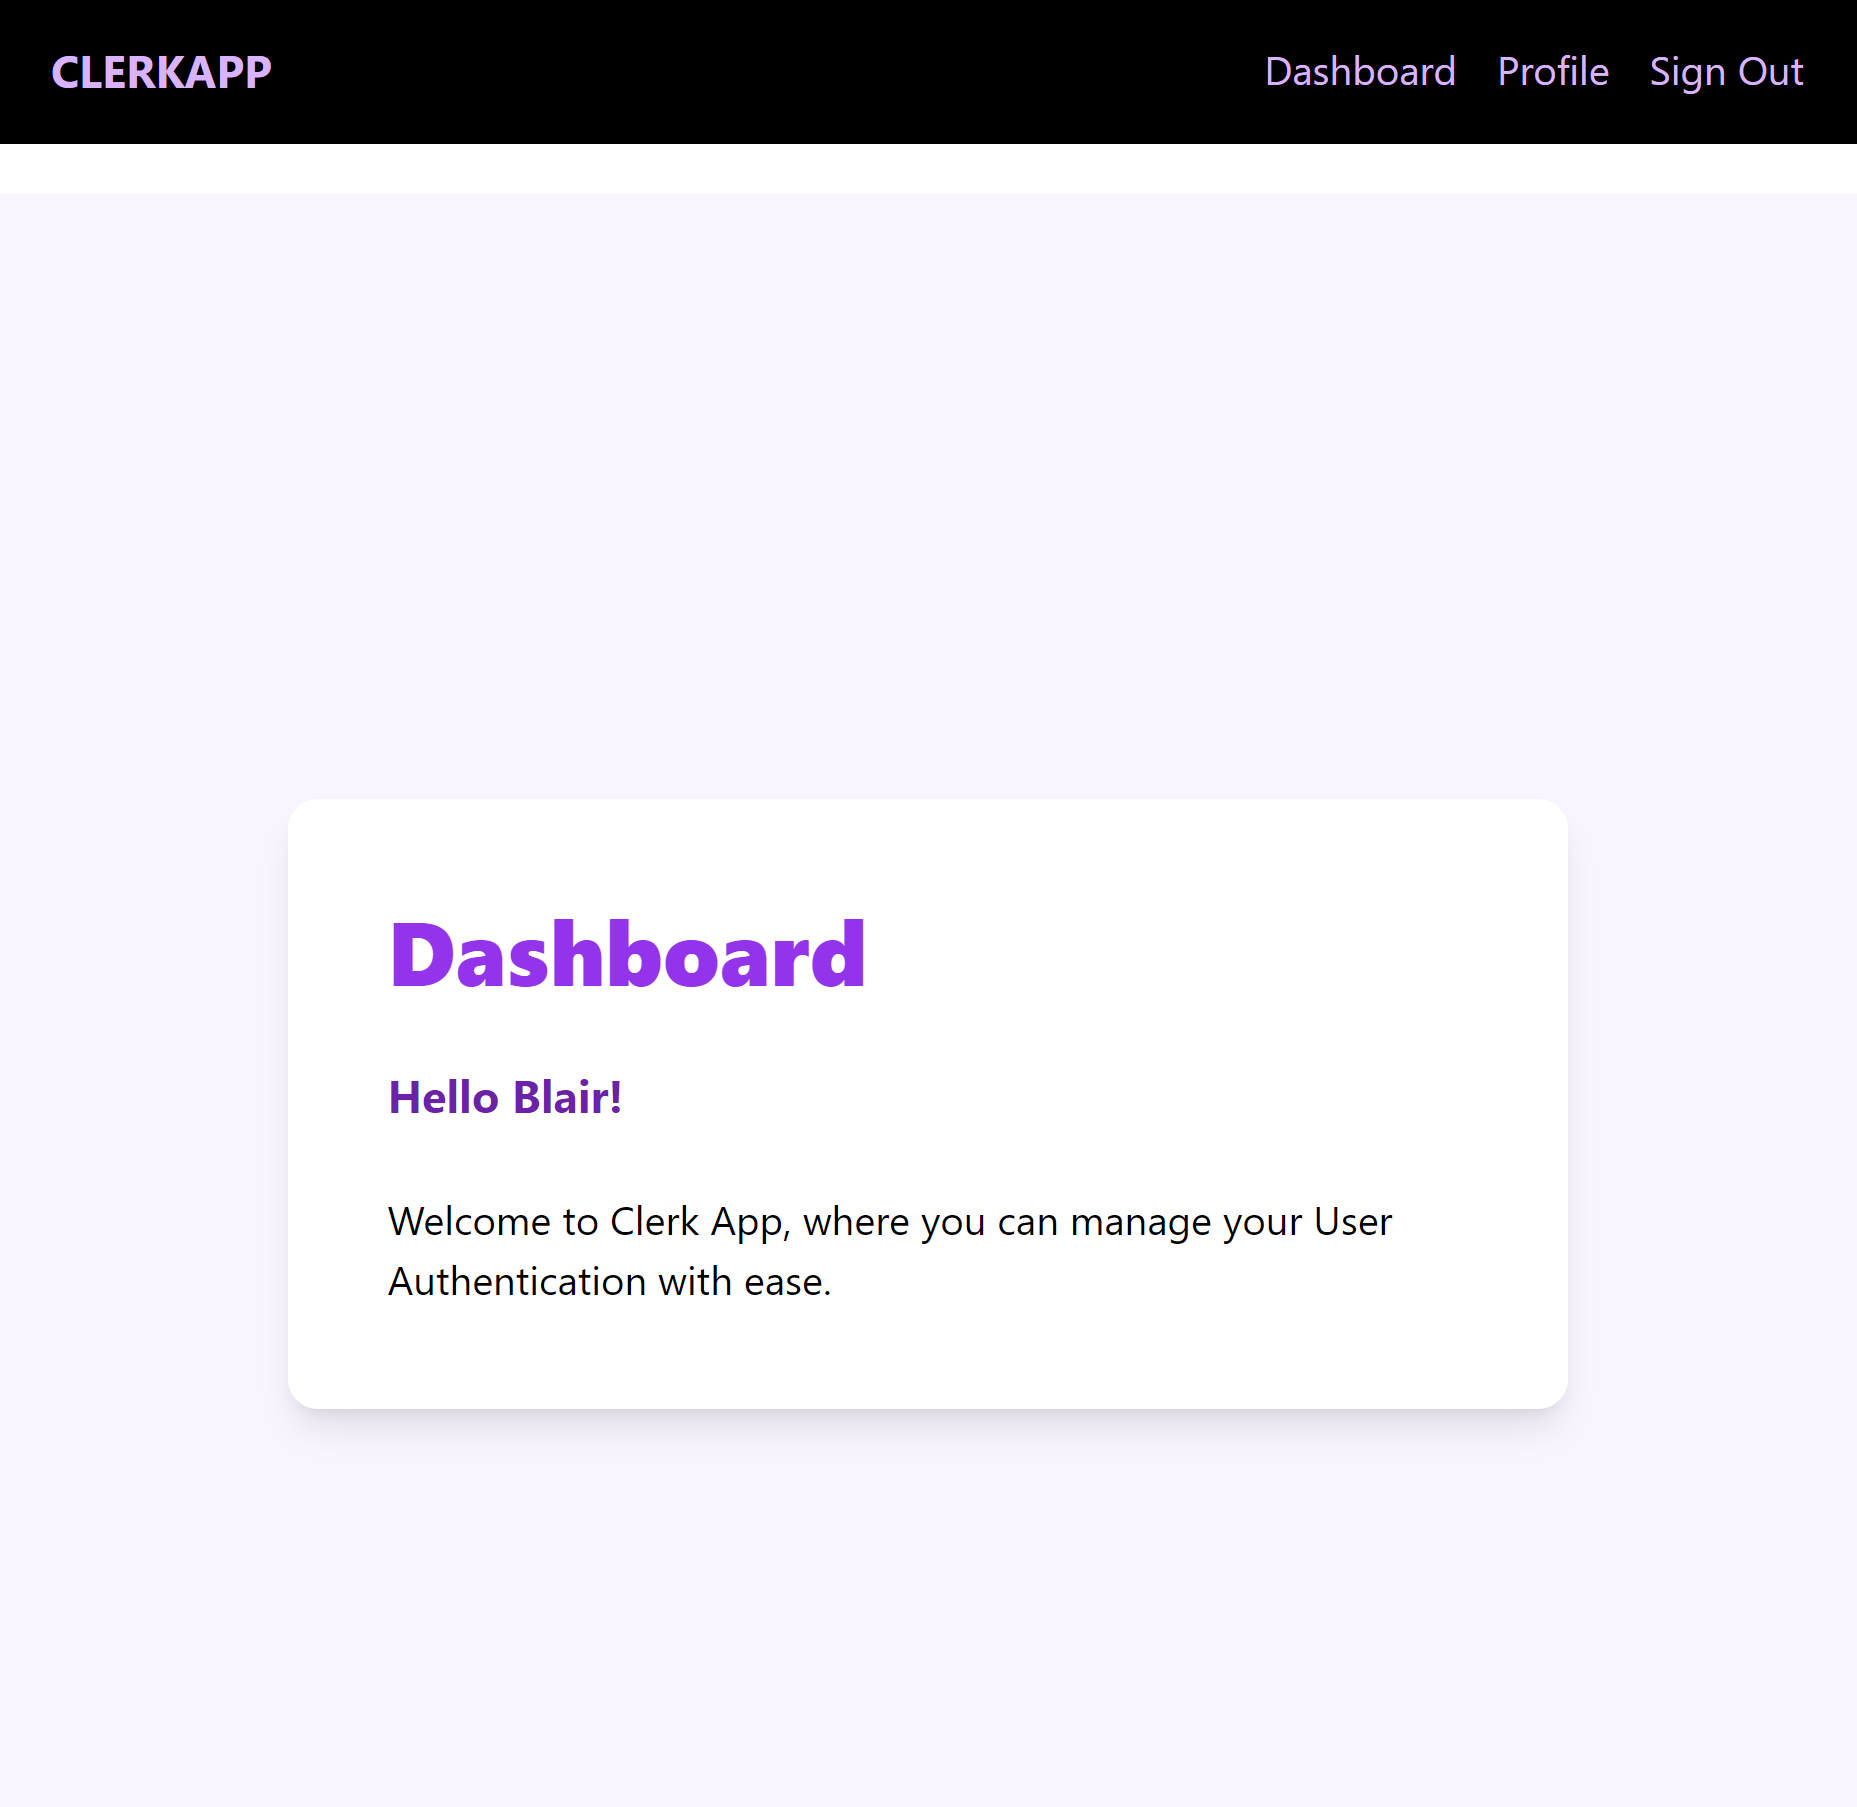 CLERKAPP
Dashboard Profile Sign Out
Dashboard
Hello Blair!
Welcome to Clerk App, where you can manage your User
Authentication with ease.